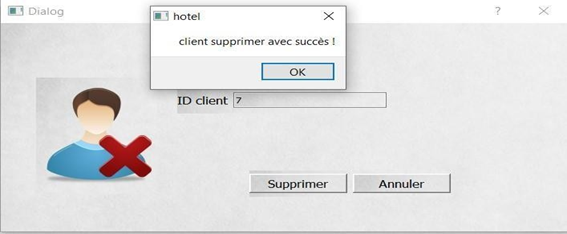 Dialog
hotel
client supprimer avec succès !
OK
ID client 7
Supprimer Annuler